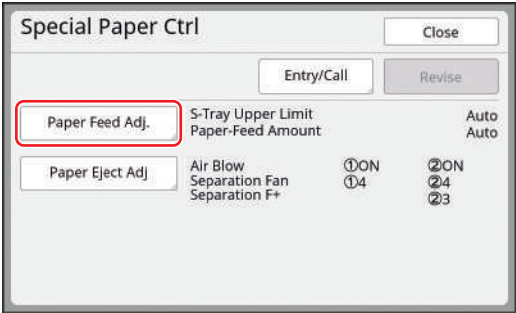 Special Paper Ctrl
Close
Entry/Call
Revise
Paper Feed Adj.
S-Tray Upper Limit Auto
Paper-Feed Amount Auto
Paper Eject Adj
Air Blow ①ON ②ON
Separation Fan ①4 ②4
Separation F+ ②3